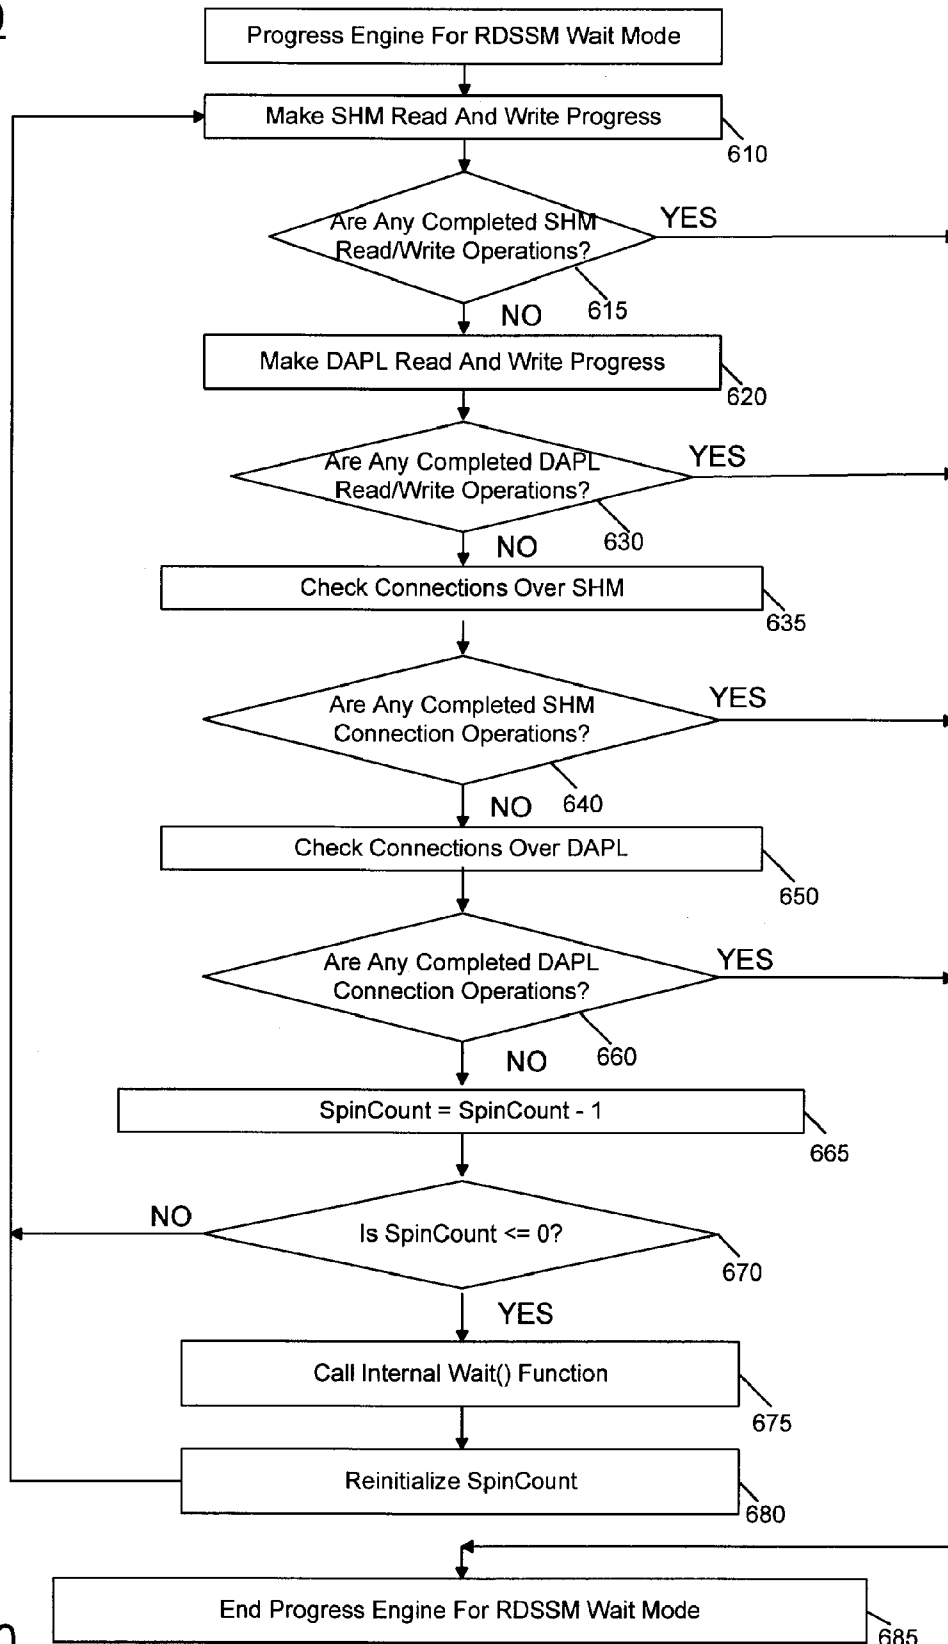 Progress Engine For RDSSM Wait Mode
Make SHM Read And Write Progress
610
Are Any Completed SHM
Read/Write Operations?
YES
615
NO
Make DAPL Read And Write Progress
620
Are Any Completed DAPL
Read/Write Operations?
YES
630
NO
Check Connections Over SHM
635
Are Any Completed SHM
Connection Operations?
YES
640
NO
Check Connections Over DAPL
650
Are Any Completed DAPL
Connection Operations?
YES
660
NO
SpinCount = SpinCount - 1
665
NO
Is SpinCount <= 0?
670
YES
Call Internal Wait() Function
675
Reinitialize SpinCount
680
End Progress Engine For RDSSM Wait Mode
685